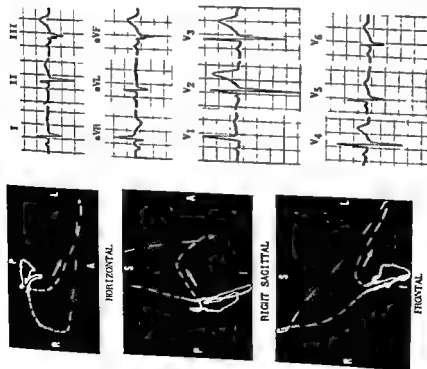 I II III
aVR aVL aVF
V1 V2 V3
V4 V5 V6
P
R L
A
HORIZONTAL
S
P A
I
RIGHT SAGITTAL
S
R L
I
FRONTAL